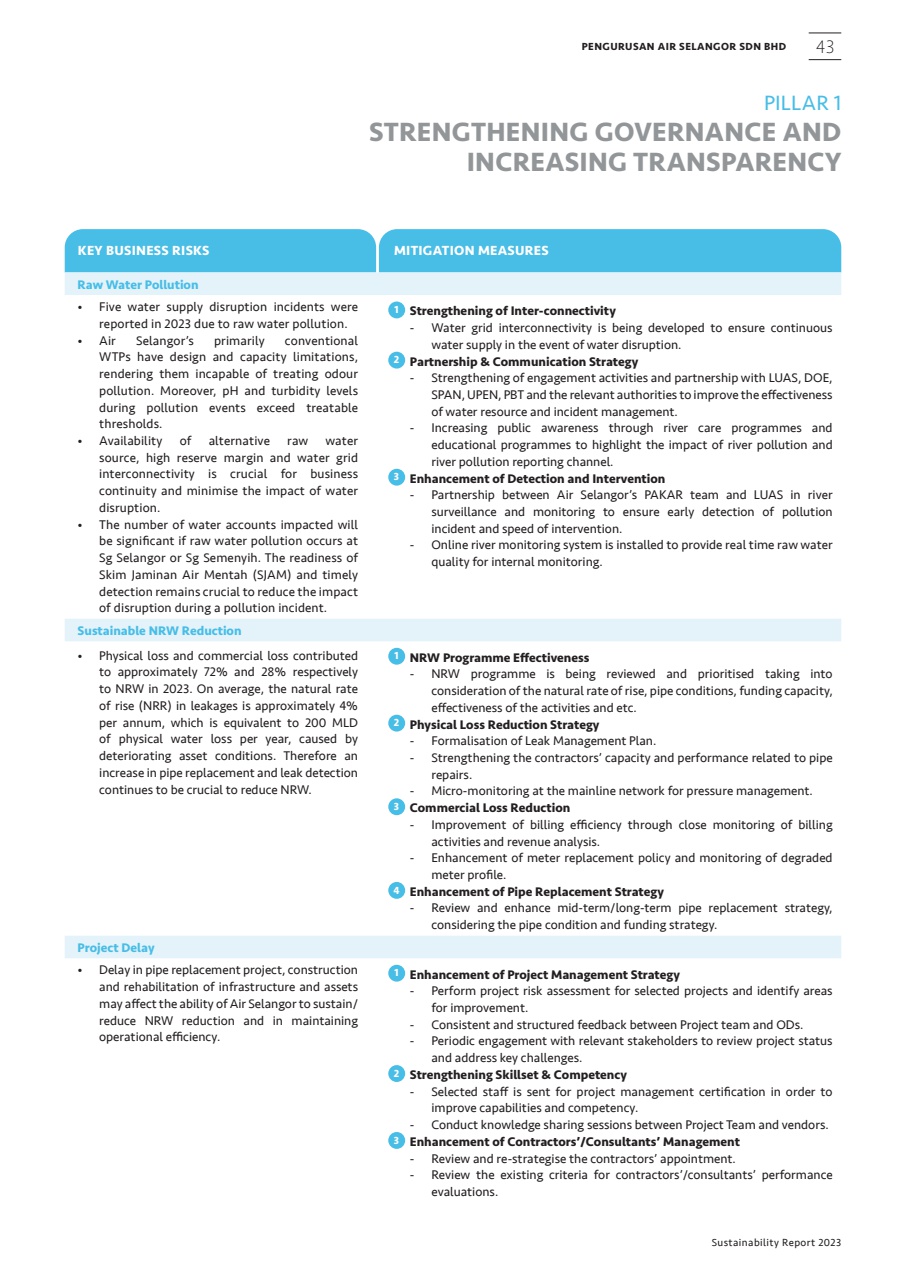 PENGURUSAN AIR SELANGOR SDN BHD 43
PILLAR 1
STRENGTHENING GOVERNANCE AND
INCREASING TRANSPARENCY
KEY BUSINESS RISKS
MITIGATION MEASURES
Raw Water Pollution
• Five water supply disruption incidents were
reported in 2023 due to raw water pollution.
• Air Selangor’s primarily conventional
WTPs have design and capacity limitations,
rendering them incapable of treating odour
pollution. Moreover, pH and turbidity levels
during pollution events exceed treatable
thresholds.
• Availability of alternative raw water
source, high reserve margin and water grid
interconnectivity is crucial for business
continuity and minimise the impact of water
disruption.
• The number of water accounts impacted will
be significant if raw water pollution occurs at
Sg Selangor or Sg Semenyih. The readiness of
Skim Jaminan Air Mentah (SJAM) and timely
detection remains crucial to reduce the impact
of disruption during a pollution incident.
1 Strengthening of Inter-connectivity
- Water grid interconnectivity is being developed to ensure continuous
water supply in the event of water disruption.
2 Partnership & Communication Strategy
- Strengthening of engagement activities and partnership with LUAS, DOE,
SPAN, UPEN, PBT and the relevant authorities to improve the effectiveness
of water resource and incident management.
- Increasing public awareness through river care programmes and
educational programmes to highlight the impact of river pollution and
river pollution reporting channel.
3 Enhancement of Detection and Intervention
- Partnership between Air Selangor’s PAKAR team and LUAS in river
surveillance and monitoring to ensure early detection of pollution
incident and speed of intervention.
- Online river monitoring system is installed to provide real time raw water
quality for internal monitoring.
Sustainable NRW Reduction
• Physical loss and commercial loss contributed
to approximately 72% and 28% respectively
to NRW in 2023. On average, the natural rate
of rise (NRR) in leakages is approximately 4%
per annum, which is equivalent to 200 MLD
of physical water loss per year, caused by
deteriorating asset conditions. Therefore an
increase in pipe replacement and leak detection
continues to be crucial to reduce NRW.
1 NRW Programme Effectiveness
- NRW programme is being reviewed and prioritised taking into
consideration of the natural rate of rise, pipe conditions, funding capacity,
effectiveness of the activities and etc.
2 Physical Loss Reduction Strategy
- Formalisation of Leak Management Plan.
- Strengthening the contractors’ capacity and performance related to pipe
repairs.
- Micro-monitoring at the mainline network for pressure management.
3 Commercial Loss Reduction
- Improvement of billing efficiency through close monitoring of billing
activities and revenue analysis.
- Enhancement of meter replacement policy and monitoring of degraded
meter profile.
4 Enhancement of Pipe Replacement Strategy
- Review and enhance mid-term/long-term pipe replacement strategy,
considering the pipe condition and funding strategy.
Project Delay
• Delay in pipe replacement project, construction
and rehabilitation of infrastructure and assets
may affect the ability of Air Selangor to sustain/
reduce NRW reduction and in maintaining
operational efficiency.
1 Enhancement of Project Management Strategy
- Perform project risk assessment for selected projects and identify areas
for improvement.
- Consistent and structured feedback between Project team and ODs.
- Periodic engagement with relevant stakeholders to review project status
and address key challenges.
2 Strengthening Skillset & Competency
- Selected staff is sent for project management certification in order to
improve capabilities and competency.
- Conduct knowledge sharing sessions between Project Team and vendors.
3 Enhancement of Contractors’/Consultants’ Management
- Review and re-strategise the contractors’ appointment.
- Review the existing criteria for contractors’/consultants’ performance
evaluations.
Sustainability Report 2023